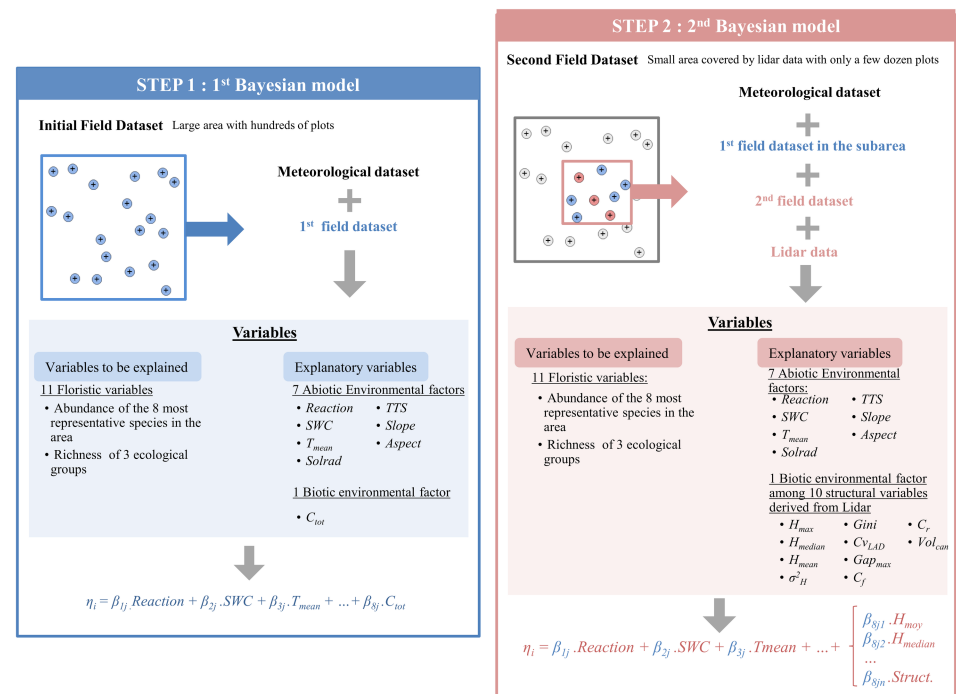 STEP 1 : 1st Bayesian model
Initial Field Dataset Large area with hundreds of plots
Meteorological dataset
1st field dataset
Variables
Variables to be explained
11 Floristic variables
• Abundance of the 8 most
representative species in the
area
• Richness of 3 ecological
groups
Explanatory variables
7 Abiotic Environmental factors
• Reaction • TTS
• SWC • Slope
• Tmean • Aspect
• Solrad
1 Biotic environmental factor
• Ctot
ηi = β1j .Reaction + β2j .SWC + β3j .Tmean + …+ β8j .Ctot
STEP 2 : 2nd Bayesian model
Second Field Dataset Small area covered by lidar data with only a few dozen plots
Meteorological dataset
1st field dataset in the subarea
2nd field dataset
Lidar data
Variables
Variables to be explained
11 Floristic variables:
• Abundance of the 8 most
representative species in the
area
• Richness of 3 ecological
groups
Explanatory variables
7 Abiotic Environmental
factors:
• Reaction • TTS
• SWC • Slope
• Tmean • Aspect
• Solrad
1 Biotic environmental factor
among 10 structural variables
derived from Lidar
• Hmax • Gini • Cr
• Hmedian • CvLAD • Volcan
• Hmean • Gapmax
• σ²H • Cf
ηi = β1j .Reaction + β2j .SWC + β3j .Tmean + …+
β8j1 .Hmoy
β8j2 .Hmedian
…
β8jn .Struct.